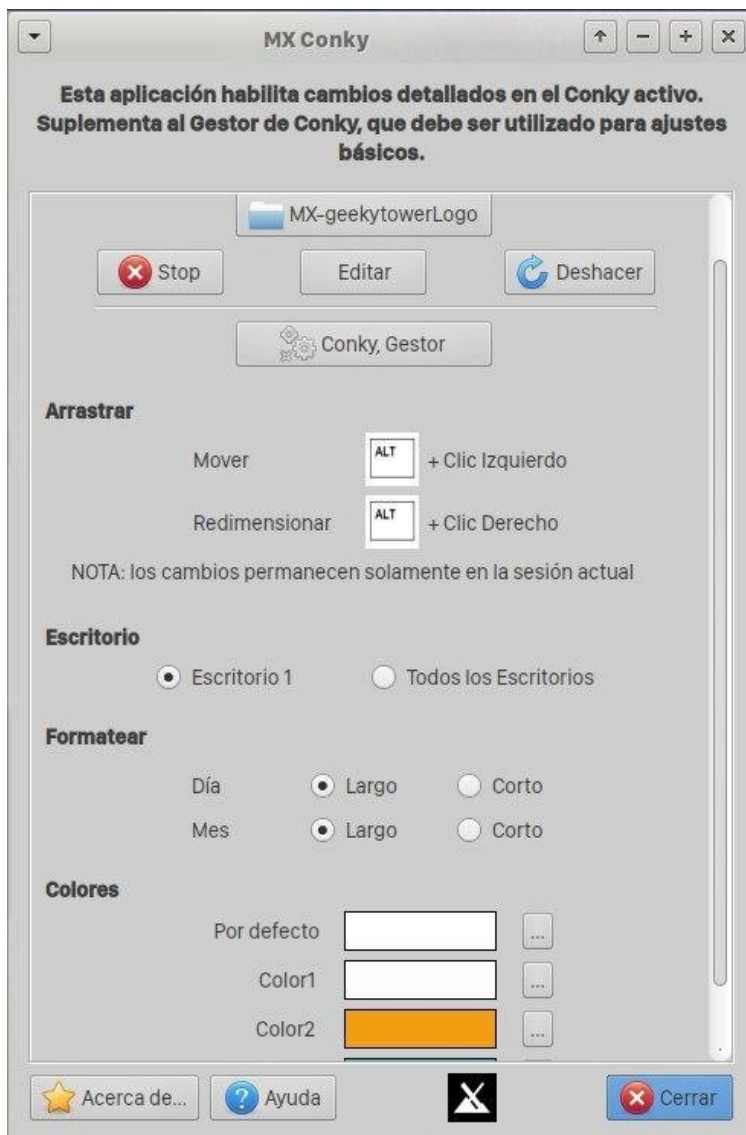 MX Conky
Esta aplicación habilita cambios detallados en el Conky activo.
Suplementa al Gestor de Conky, que debe ser utilizado para ajustes
básicos.
MX-geekytowerLogo
Stop Editar Deshacer
Conky, Gestor
Arrastrar
Mover ALT + Clic Izquierdo
Redimensionar ALT + Clic Derecho
NOTA: los cambios permanecen solamente en la sesión actual
Escritorio
Escritorio 1 Todos los Escritorios
Formatear
Día Largo Corto
Mes Largo Corto
Colores
Por defecto ...
Color1 ...
Color2 ...
Acerca de... Ayuda Cerrar